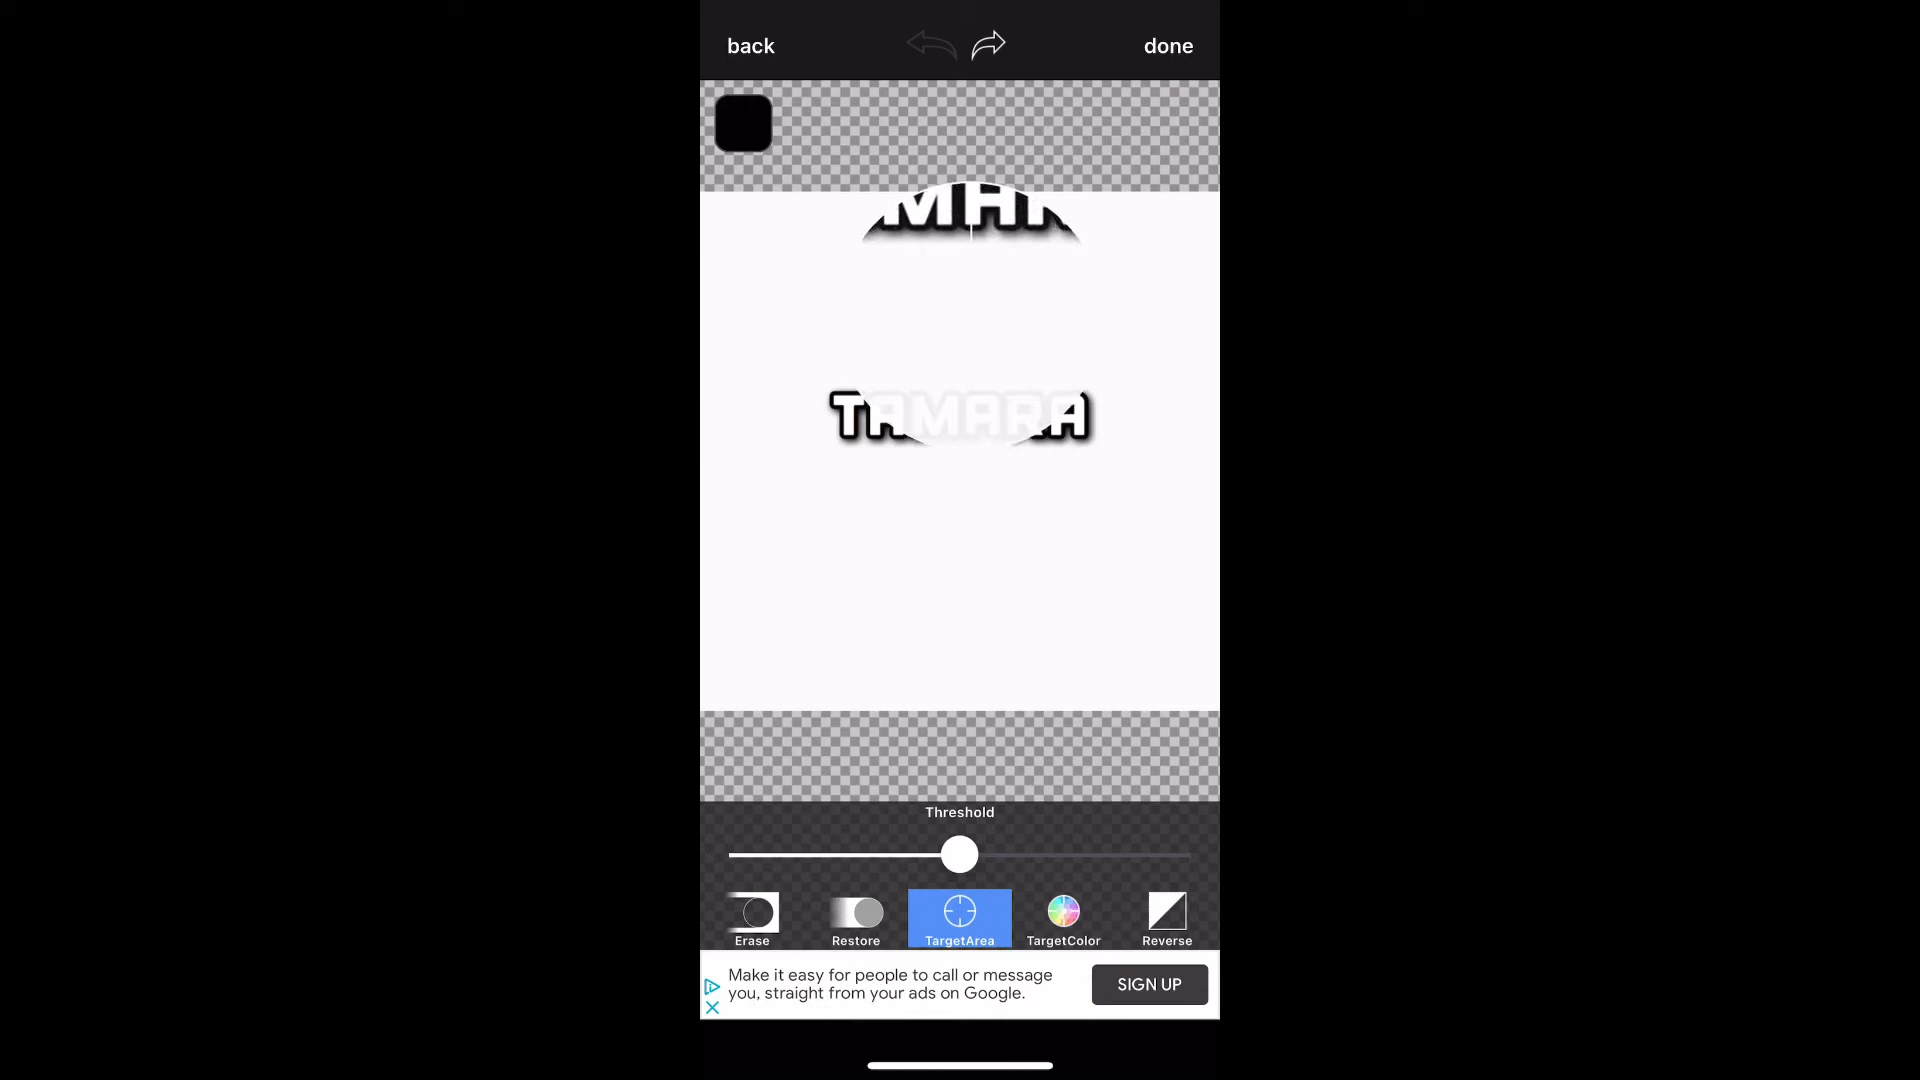 back
done
TAMARA
Threshold
Erase
Restore
TargetArea
TargetColor
Reverse
Make it easy for people to call or message
you, straight from your ads on Google.
SIGN UP